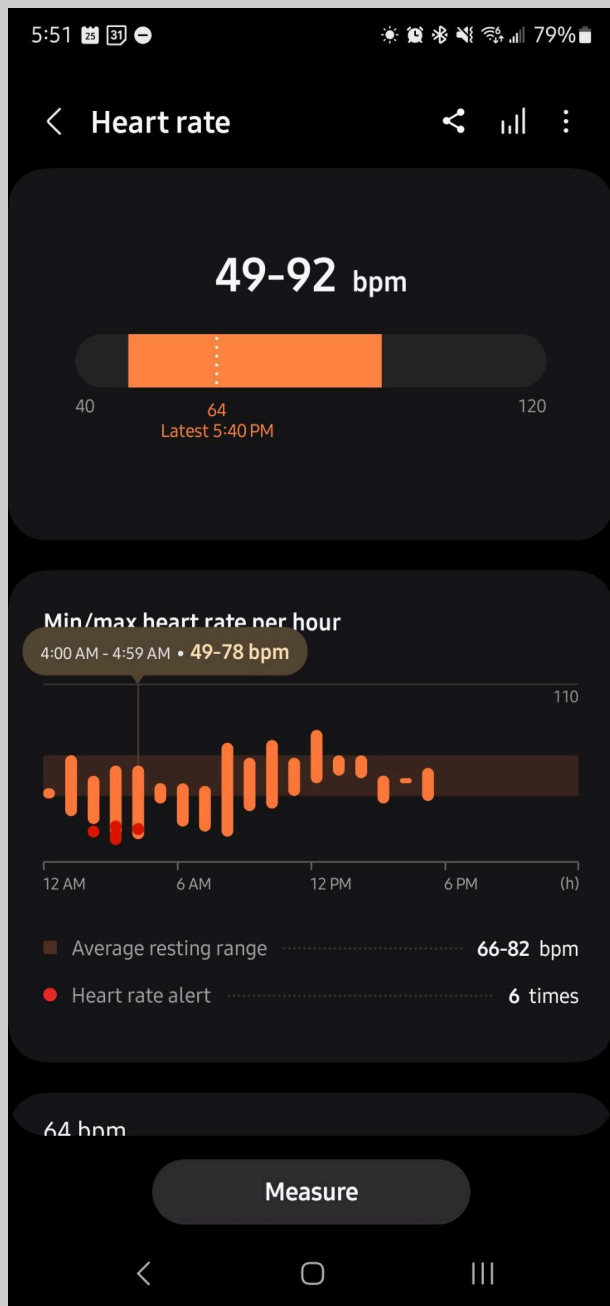 5:51 25 31 79%
Heart rate
49-92 bpm
40 64 120
Latest 5:40 PM
Min/max heart rate per hour
4:00 AM - 4:59 AM • 49-78 bpm
110
12 AM 6 AM 12 PM 6 PM (h)
Average resting range 66-82 bpm
Heart rate alert 6 times
64 bpm
Measure